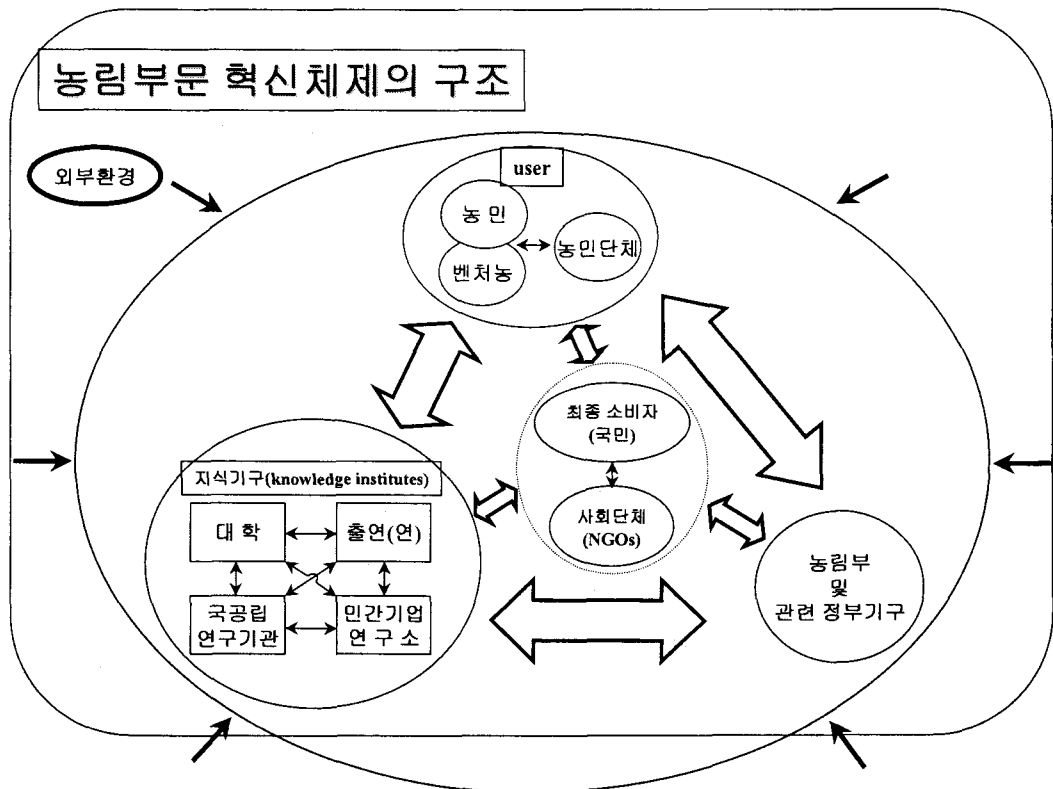 농림부문 혁신체제의 구조
외부환경
user
농 민
벤처농
농민단체
최종 소비자
(국민)
사회단체
(NGOs)
지식기구(knowledge institutes)
대 학
출연(연)
국공립
연구기관
민간기업
연 구 소
농림부
및
관련 정부기구